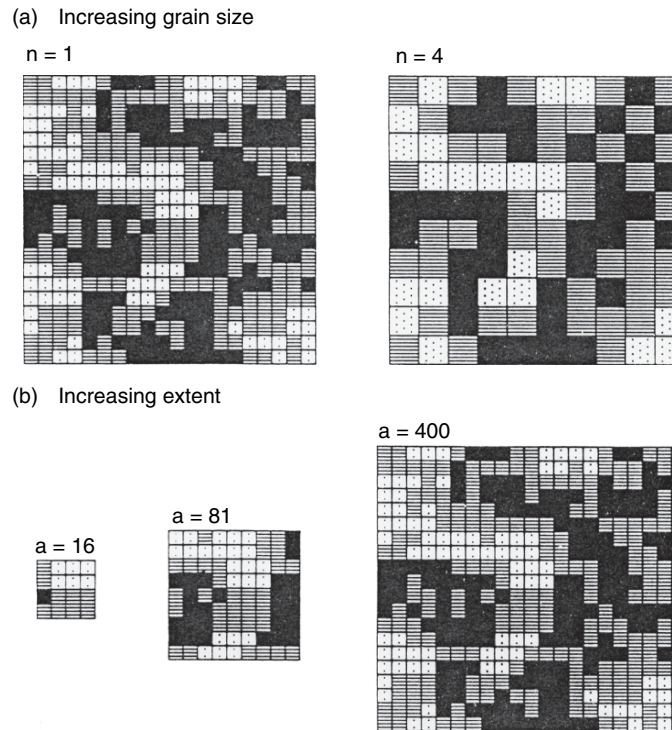 (a) Increasing grain size
n = 1
n = 4
(b) Increasing extent
a = 400
a = 81
a = 16